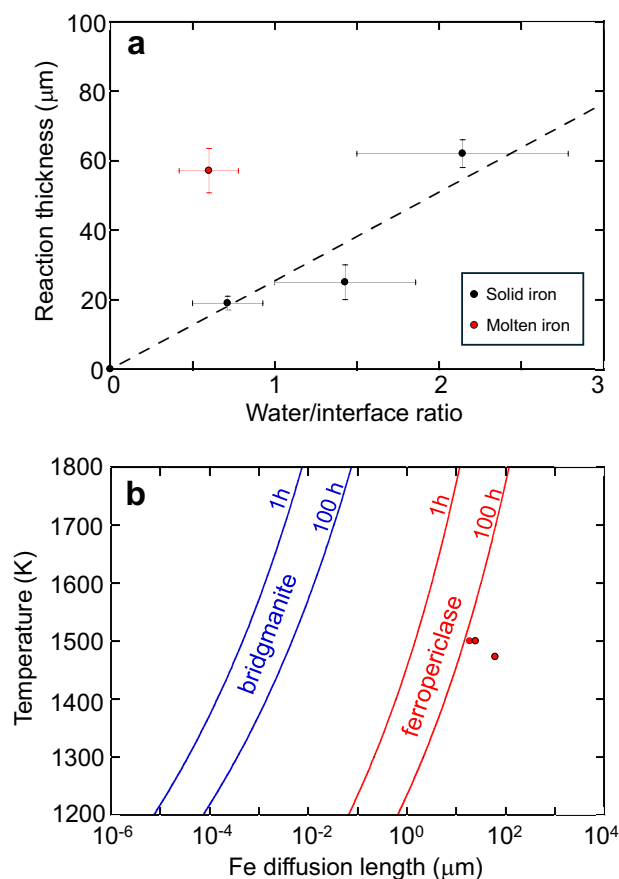 a
Reaction thickness (μm)
100
80
60
40
20
0
0
1
2
3
Water/interface ratio
Solid iron
Molten iron
b
Temperature (K)
1800
1700
1600
1500
1400
1300
1200
1h
100 h
bridgmanite
1h
100 h
ferropericlase
10⁻⁶
10⁻⁴
10⁻²
10⁰
10²
10⁴
Fe diffusion length (μm)